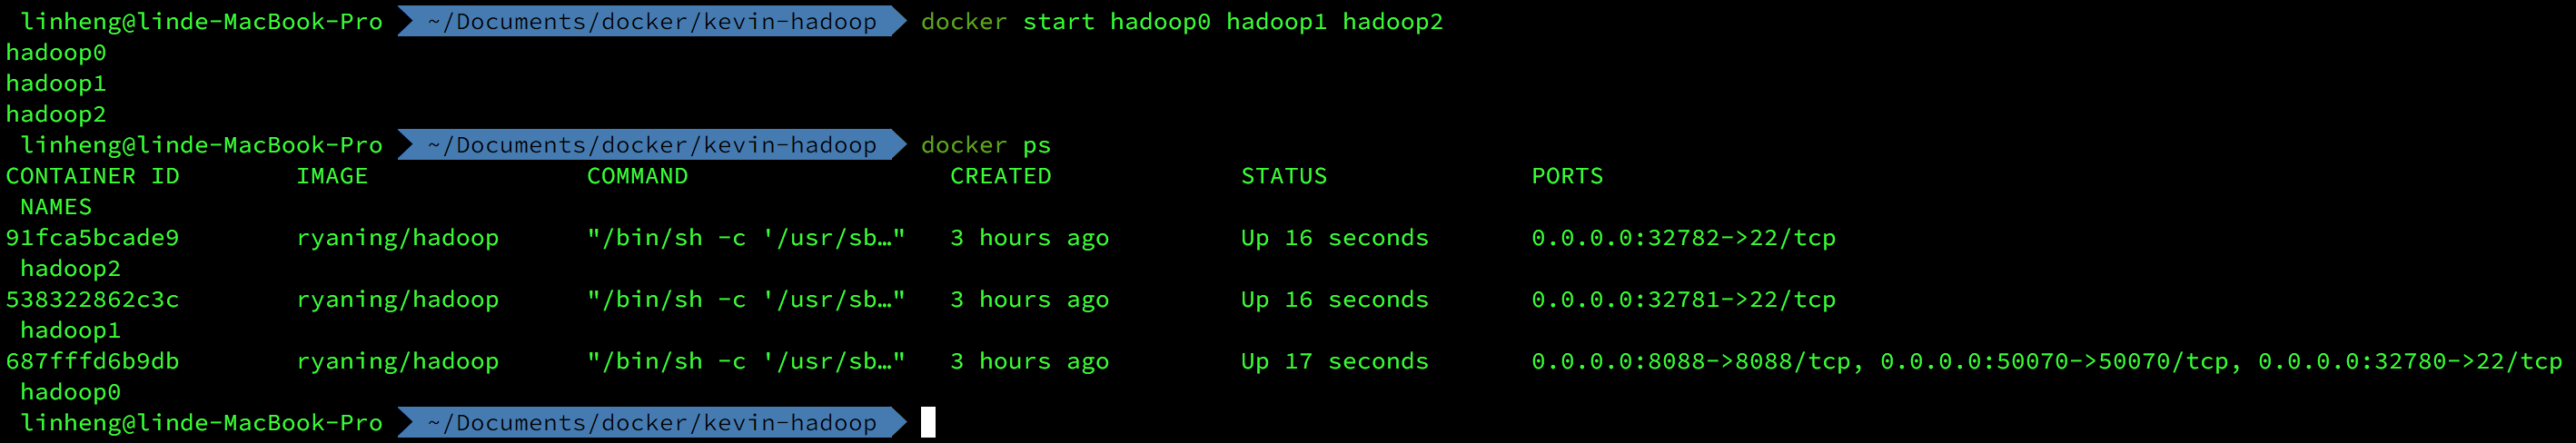 linheng@linde-MacBook-Pro ~/Documents/docker/kevin-hadoop docker start hadoop0 hadoop1 hadoop2
hadoop0
hadoop1
hadoop2
linheng@linde-MacBook-Pro ~/Documents/docker/kevin-hadoop docker ps
CONTAINER ID        IMAGE               COMMAND                  CREATED             STATUS              PORTS
 NAMES
91fca5bcade9        ryaning/hadoop      "/bin/sh -c '/usr/sb…"   3 hours ago         Up 16 seconds       0.0.0.0:32782->22/tcp
 hadoop2
538322862c3c        ryaning/hadoop      "/bin/sh -c '/usr/sb…"   3 hours ago         Up 16 seconds       0.0.0.0:32781->22/tcp
 hadoop1
687fffd6b9db        ryaning/hadoop      "/bin/sh -c '/usr/sb…"   3 hours ago         Up 17 seconds       0.0.0.0:8088->8088/tcp, 0.0.0.0:50070->50070/tcp, 0.0.0.0:32780->22/tcp
 hadoop0
linheng@linde-MacBook-Pro ~/Documents/docker/kevin-hadoop